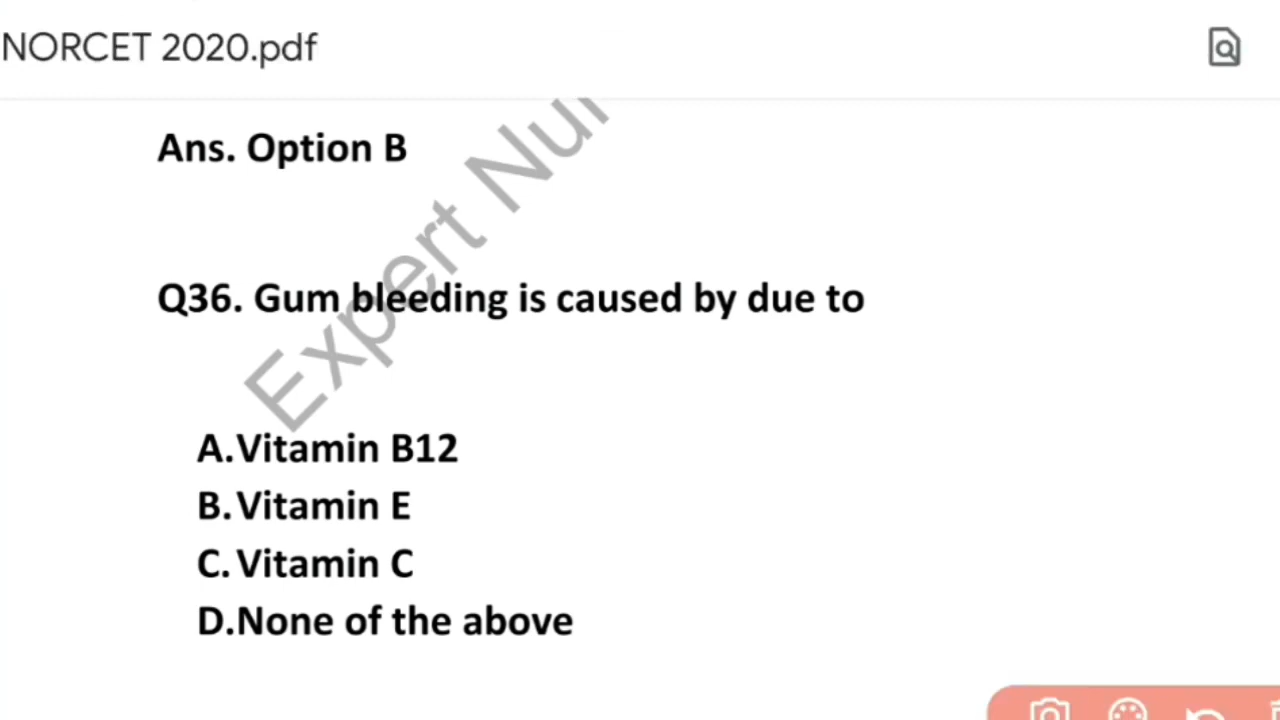 NORCET 2020.pdf
Ans. Option B
Expert Nur
Q36. Gum bleeding is caused by due to
A.Vitamin B12
B.Vitamin E
C.Vitamin C
D.None of the above